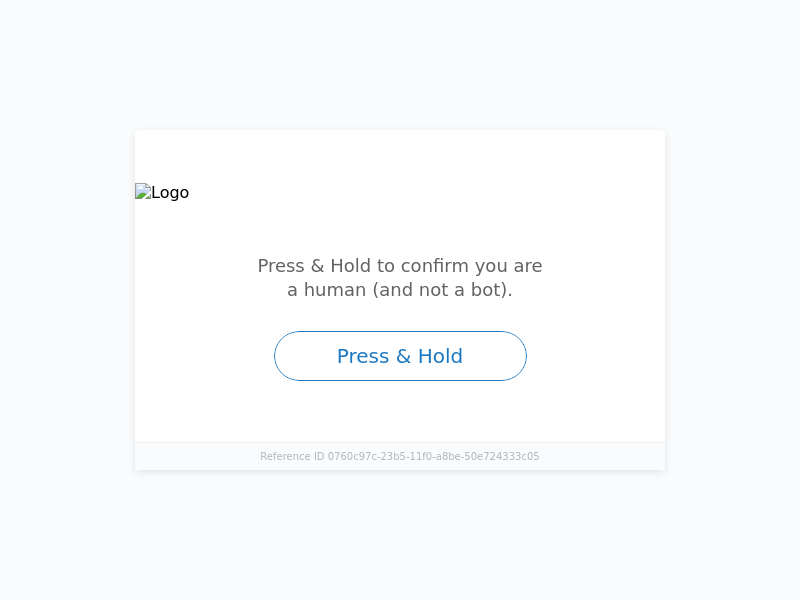 Logo
Press & Hold to confirm you are
a human (and not a bot).
Press & Hold
Reference ID 0760c97c-23b5-11f0-a8be-50e724333c05